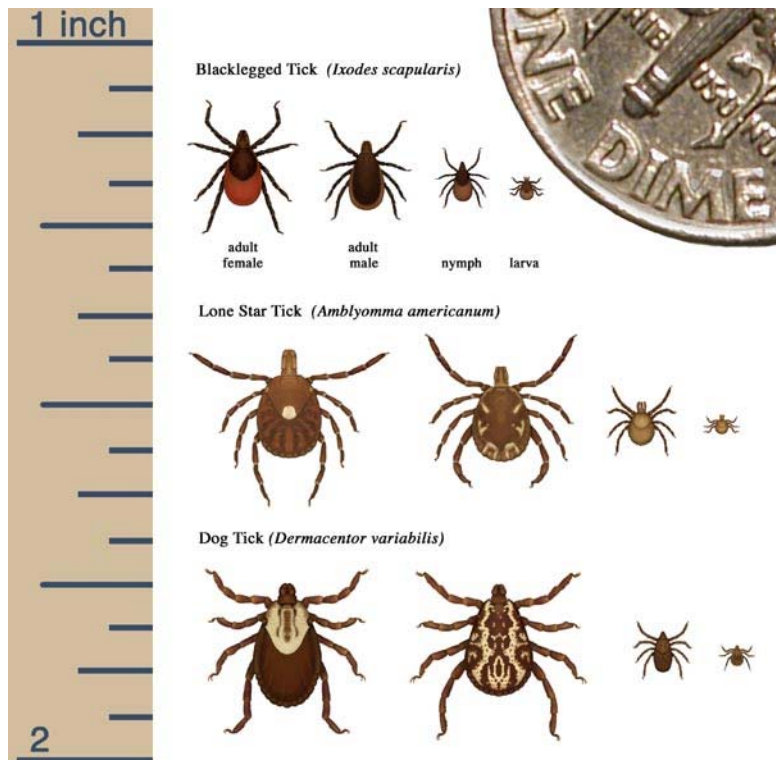 1 inch
ONE DIME
Blacklegged Tick (Ixodes scapularis)
adult
female
adult
male
nymph
larva
Lone Star Tick (Amblyomma americanum)
Dog Tick (Dermacentor variabilis)
2